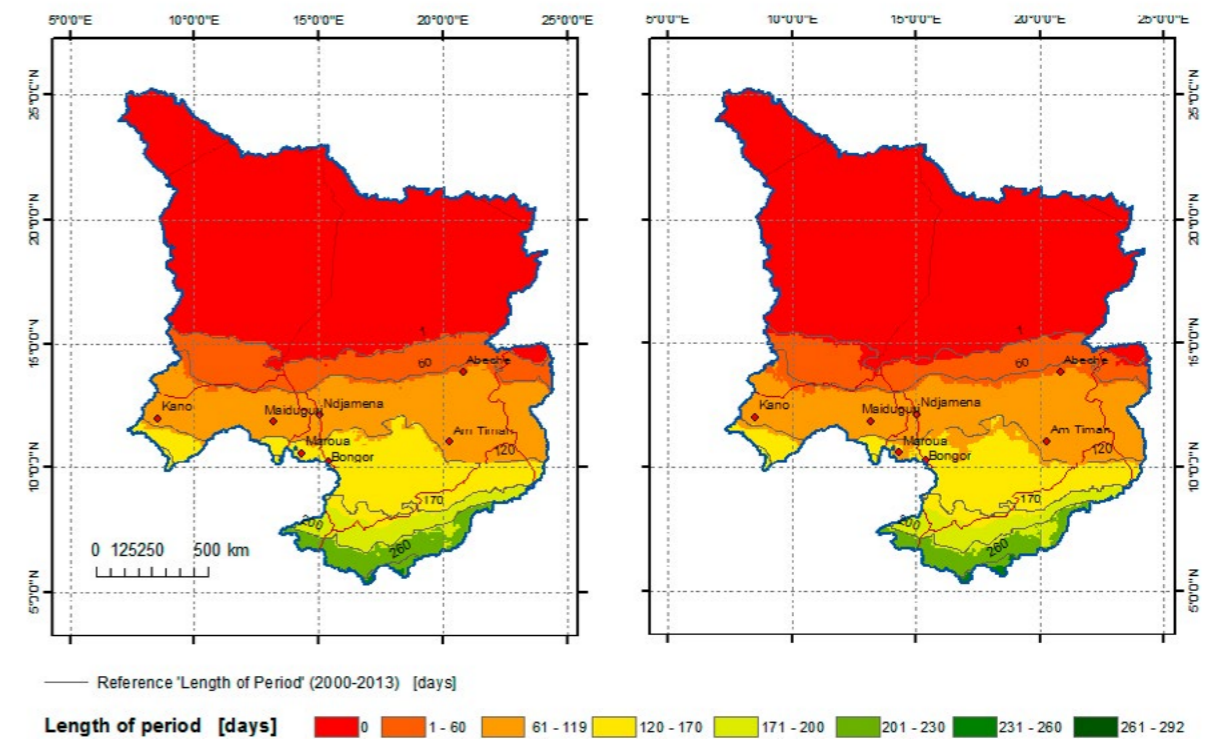 5°0'0"E 10°0'0"E 15°0'0"E 20°0'0"E 25°0'0"E
5°0'0"E 10°0'0"E 15°0'0"E 20°0'0"E 25°0'0"E
25°0'0"N
25°0'0"N
20°0'0"N
20°0'0"N
15°0'0"N
15°0'0"N
10°0'0"N
10°0'0"N
5°0'0"N
5°0'0"N
1
60
Abeche
Kano
Maiduguri
Ndjamena
Am Timan
Maroua
120
Bongor
170
200
260
0 125250 500 km
1
60
Abeche
Kano
Maiduguri
Ndjamena
Am Timan
Maroua
120
Bongor
170
200
260
Reference 'Length of Period' (2000-2013) [days]
Length of period [days] 0 1 - 60 61 - 119 120 - 170 171 - 200 201 - 230 231 - 260 261 - 292